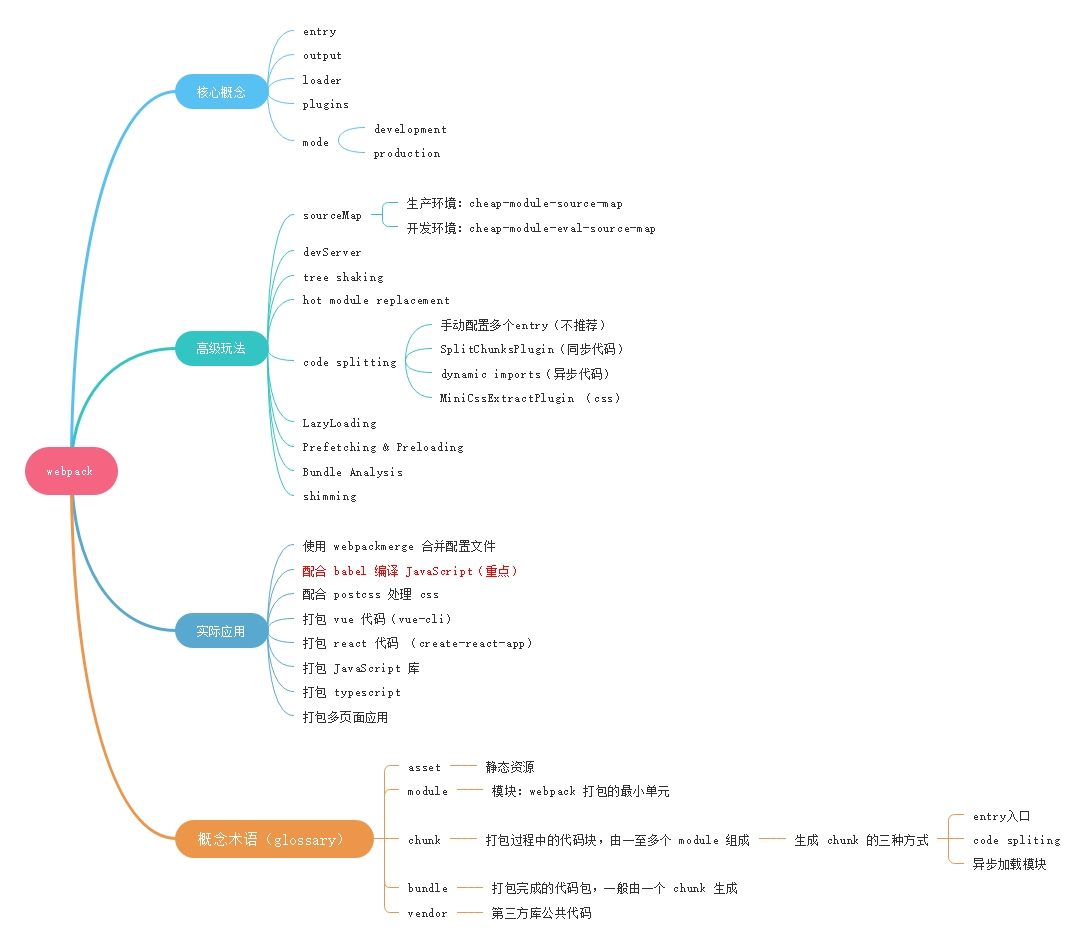 webpack
核心概念
entry
output
loader
plugins
mode
development
production
高级玩法
sourceMap
生产环境：cheap-module-source-map
开发环境：cheap-module-eval-source-map
devServer
tree shaking
hot module replacement
code splitting
手动配置多个entry（不推荐）
SplitChunksPlugin（同步代码）
dynamic imports（异步代码）
MiniCssExtractPlugin （css）
LazyLoading
Prefetching & Preloading
Bundle Analysis
shimming
实际应用
使用 webpackmerge 合并配置文件
配合 babel 编译 JavaScript（重点）
配合 postcss 处理 css
打包 vue 代码（vue-cli）
打包 react 代码 （create-react-app）
打包 JavaScript 库
打包 typescript
打包多页面应用
概念术语（glossary）
asset
静态资源
module
模块：webpack 打包的最小单元
chunk
打包过程中的代码块，由一至多个 module 组成
生成 chunk 的三种方式
entry入口
code spliting
异步加载模块
bundle
打包完成的代码包，一般由一个 chunk 生成
vendor
第三方库公共代码